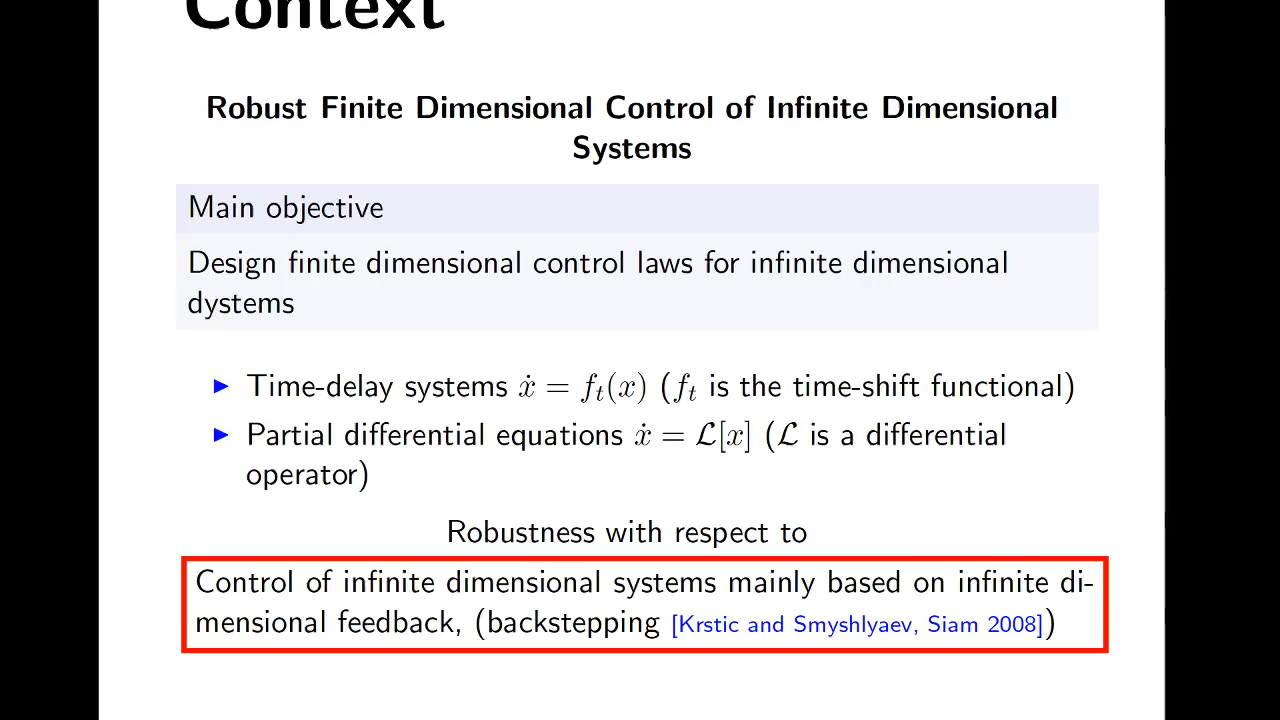 Context
Robust Finite Dimensional Control of Infinite Dimensional
Systems
Main objective
Design finite dimensional control laws for infinite dimensional
dystems
▶ Time-delay systems ẋ = fₜ(x) (fₜ is the time-shift functional)
▶ Partial differential equations ẋ = ℒ[x] (ℒ is a differential
operator)
Robustness with respect to
Control of infinite dimensional systems mainly based on infinite di-
mensional feedback, (backstepping [Krstic and Smyshlyaev, Siam 2008])